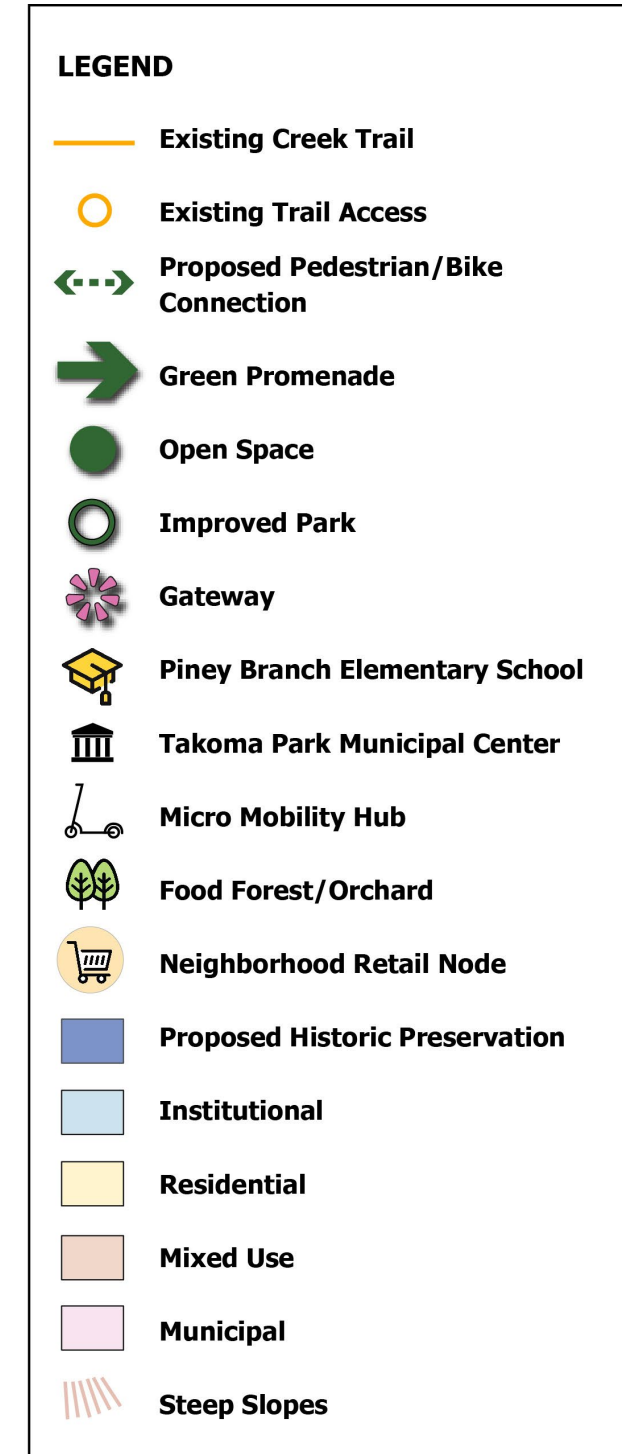 LEGEND
Existing Creek Trail
Existing Trail Access
Proposed Pedestrian/Bike
Connection
Green Promenade
Open Space
Improved Park
Gateway
Piney Branch Elementary School
Takoma Park Municipal Center
Micro Mobility Hub
Food Forest/Orchard
Neighborhood Retail Node
Proposed Historic Preservation
Institutional
Residential
Mixed Use
Municipal
Steep Slopes